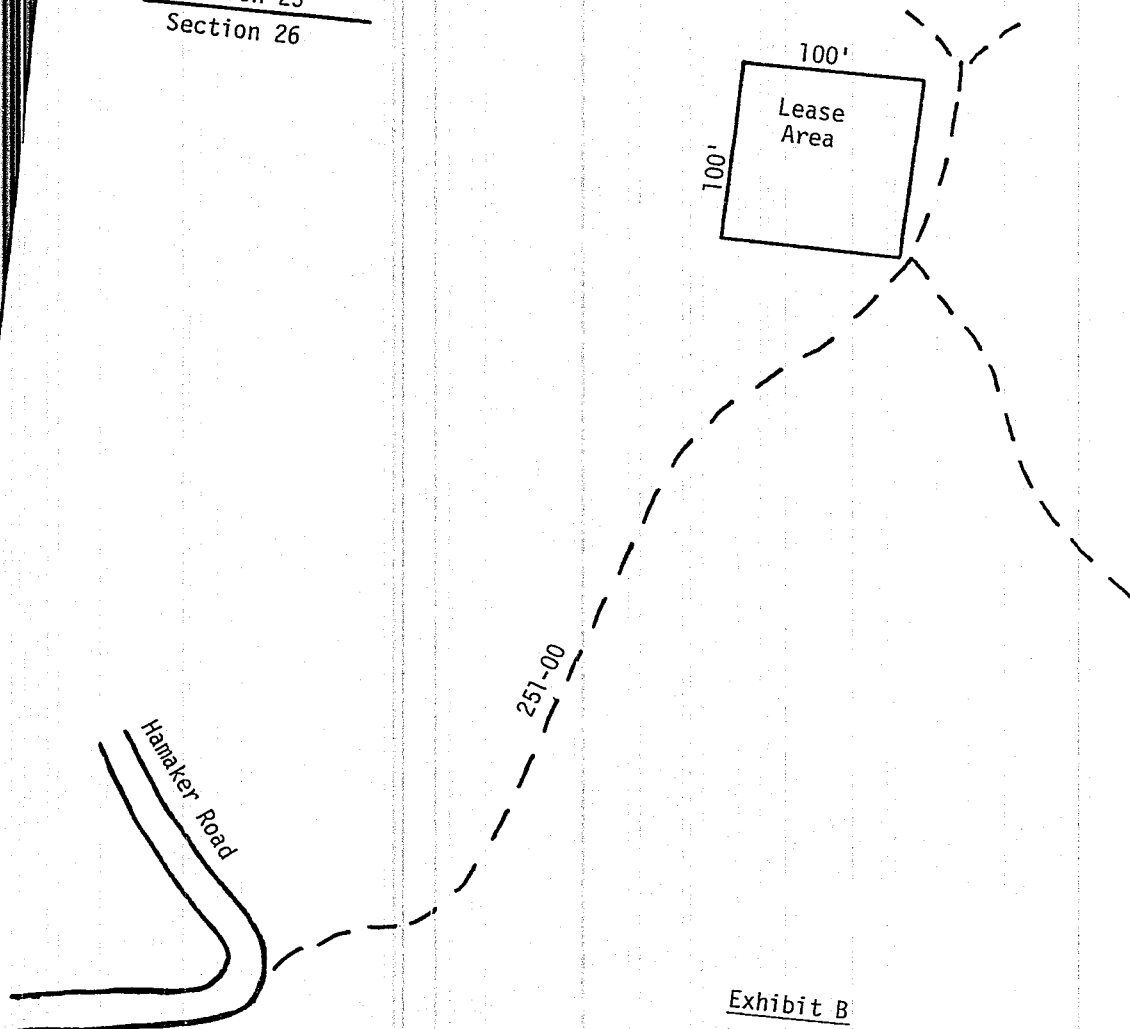 Section 26
100'
Lease
Area
100'
251-00
Hamaker Road
Exhibit B